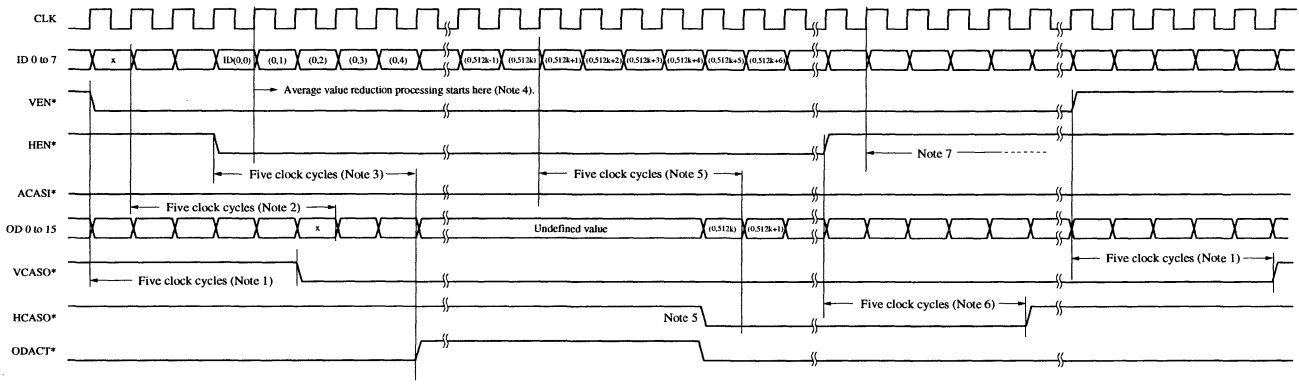 CLK
ID 0 to 7
x
ID(0,0)
(0,1)
(0,2)
(0,3)
(0,4)
(0,512k-1)
(0,512k)
(0,512k+1)
(0,512k+2)
(0,512k+3)
(0,512k+4)
(0,512k+5)
(0,512k+6)
Average value reduction processing starts here (Note 4).
VEN*
HEN*
Note 7
Five clock cycles (Note 3)
Five clock cycles (Note 5)
ACASI*
Five clock cycles (Note 2)
OD 0 to 15
x
Undefined value
(0,512k)
(0,512k+1)
VCASO*
Five clock cycles (Note 1)
Five clock cycles (Note 1)
HCASO*
Note 5
Five clock cycles (Note 6)
ODACT*